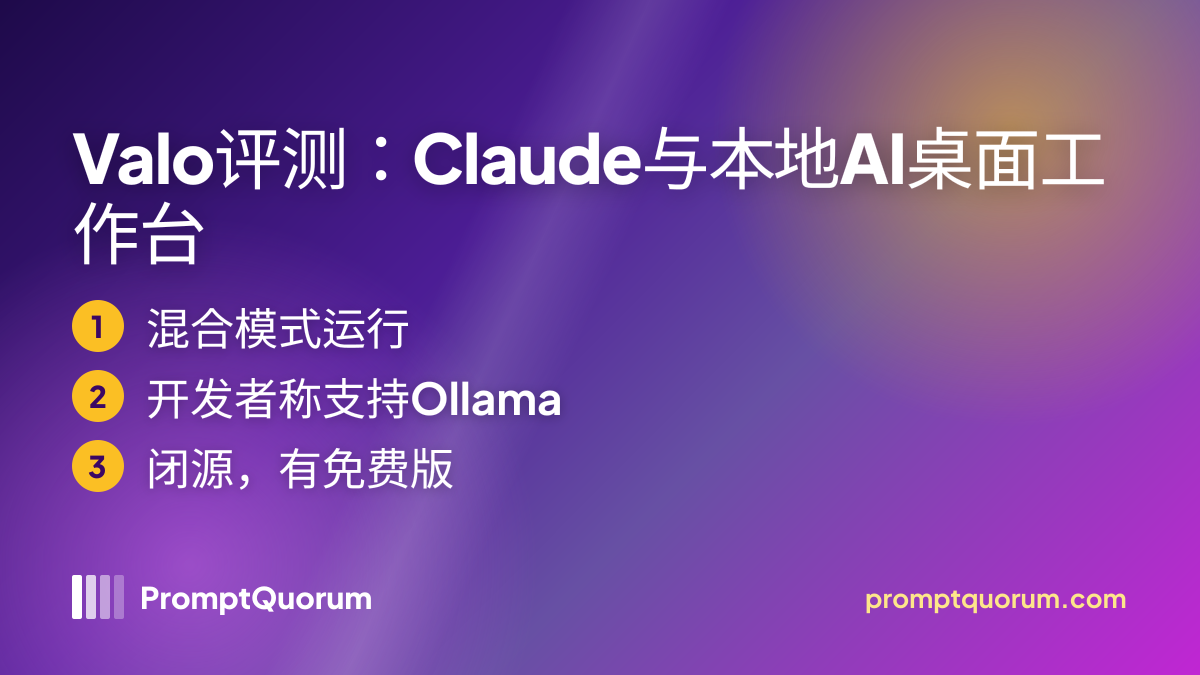 Valo评测：Claude与本地AI桌面工
作台
1 混合模式运行
2 开发者称支持Ollama
3 闭源，有免费版
PromptQuorum
promptquorum.com